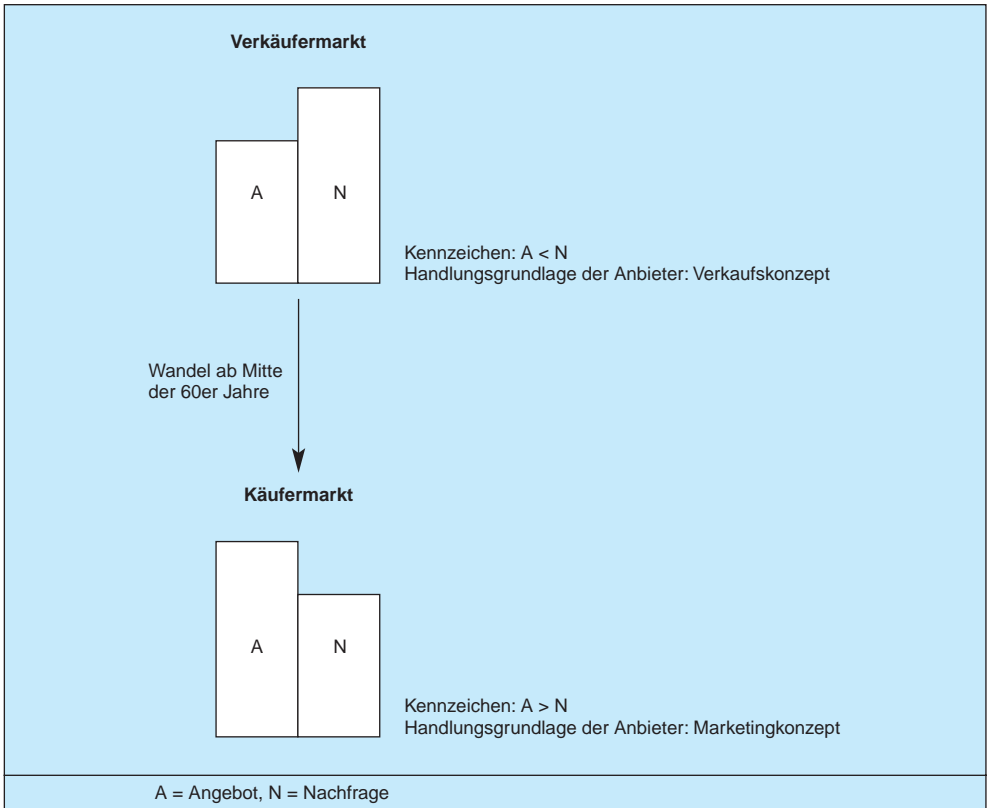 Verkäufermarkt
A
N
Kennzeichen: A < N
Handlungsgrundlage der Anbieter: Verkaufskonzept
Wandel ab Mitte
der 60er Jahre
Käufermarkt
A
N
Kennzeichen: A > N
Handlungsgrundlage der Anbieter: Marketingkonzept
A = Angebot, N = Nachfrage